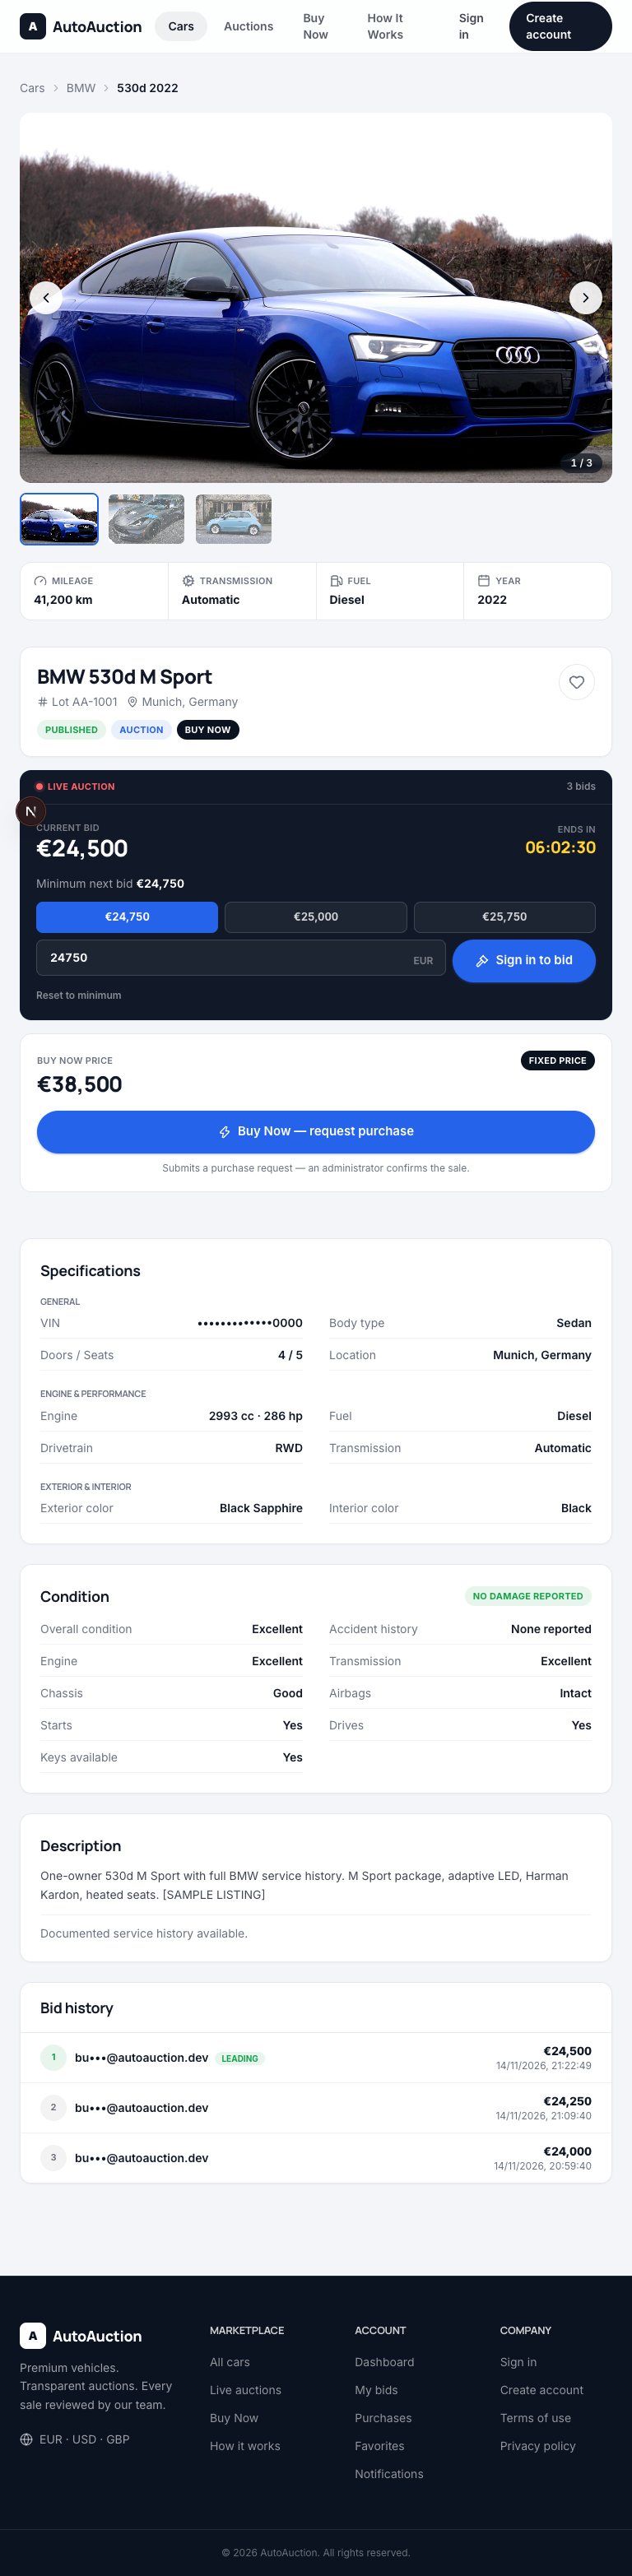 A AutoAuction
Cars
Auctions
Buy Now
How It Works
Sign in
Create account
Cars > BMW > 530d 2022
1 / 3
MILEAGE
41,200 km
TRANSMISSION
Automatic
FUEL
Diesel
YEAR
2022
BMW 530d M Sport
# Lot AA-1001 Munich, Germany
PUBLISHED AUCTION BUY NOW
LIVE AUCTION 3 bids
N
CURRENT BID ENDS IN
€24,500 06:02:30
Minimum next bid €24,750
€24,750 €25,000 €25,750
24750 EUR Sign in to bid
Reset to minimum
BUY NOW PRICE FIXED PRICE
€38,500
Buy Now — request purchase
Submits a purchase request — an administrator confirms the sale.
Specifications
GENERAL
VIN •••••••••••••0000 Body type Sedan
Doors / Seats 4 / 5 Location Munich, Germany
ENGINE & PERFORMANCE
Engine 2993 cc · 286 hp Fuel Diesel
Drivetrain RWD Transmission Automatic
EXTERIOR & INTERIOR
Exterior color Black Sapphire Interior color Black
Condition NO DAMAGE REPORTED
Overall condition Excellent Accident history None reported
Engine Excellent Transmission Excellent
Chassis Good Airbags Intact
Starts Yes Drives Yes
Keys available Yes
Description
One-owner 530d M Sport with full BMW service history. M Sport package, adaptive LED, Harman
Kardon, heated seats. [SAMPLE LISTING]
Documented service history available.
Bid history
1 bu•••@autoauction.dev LEADING €24,500
14/11/2026, 21:22:49
2 bu•••@autoauction.dev €24,250
14/11/2026, 21:09:40
3 bu•••@autoauction.dev €24,000
14/11/2026, 20:59:40
A AutoAuction
Premium vehicles.
Transparent auctions. Every
sale reviewed by our team.
EUR · USD · GBP
MARKETPLACE
All cars
Live auctions
Buy Now
How it works
ACCOUNT
Dashboard
My bids
Purchases
Favorites
Notifications
COMPANY
Sign in
Create account
Terms of use
Privacy policy
© 2026 AutoAuction. All rights reserved.